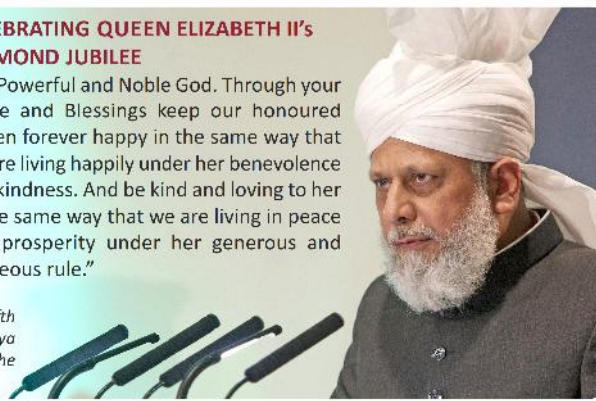 EBRATING QUEEN ELIZABETH II's
MOND JUBILEE
Powerful and Noble God. Through your
e and Blessings keep our honoured
en forever happy in the same way that
re living happily under her benevolence
kindness. And be kind and loving to her
e same way that we are living in peace
prosperity under her generous and
eous rule.”
fth
ya
he